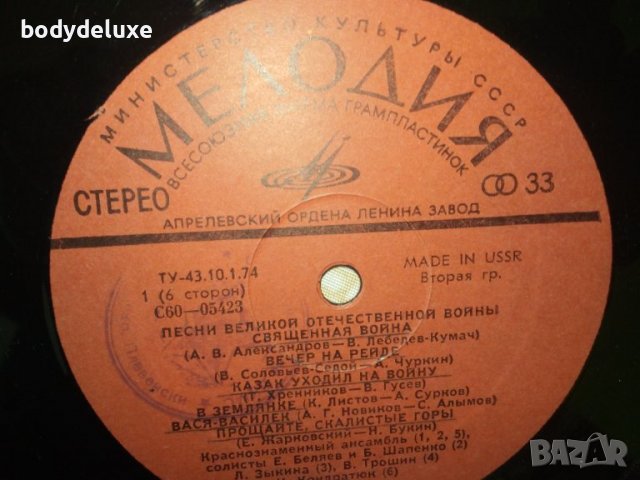 bodydeluxe
МИНИСТЕРСТВО КУЛЬТУРЫ СССР
МЕЛОДИЯ
ВСЕСОЮЗНАЯ ФИРМА ГРАМПЛАСТИНОК
СТЕРЕО
33
АПРЕЛЕВСКИЙ ОРДЕНА ЛЕНИНА ЗАВОД
ТУ-43.10.1.74
MADE IN USSR
1 (6 сторон)
Вторая гр.
С60—05423
ПЕСНИ ВЕЛИКОЙ ОТЕЧЕСТВЕННОЙ ВОЙНЫ
СВЯЩЕННАЯ ВОЙНА
(А. В. Александров—В. Лебедев-Кумач)
ВЕЧЕР НА РЕЙДЕ
(В. Соловьев-Седой—А. Чуркин)
КАЗАК УХОДИЛ НА ВОЙНУ
(Т. Хренников—В. Гусев)
В ЗЕМЛЯНКЕ (К. Листов—А. Сурков)
ВАСЯ-ВАСИЛЕК (А. Г. Новиков—С. Алымов)
ПРОЩАЙТЕ, СКАЛИСТЫЕ ГОРЫ
(Е. Жарковский—Н. Букин)
Краснознаменный ансамбль (1, 2, 5),
солисты Е. Беляев и Б. Шапенко (2)
Л. Зыкина (3), В. Трошин (4)
Кондратюк (6)
BAZAR